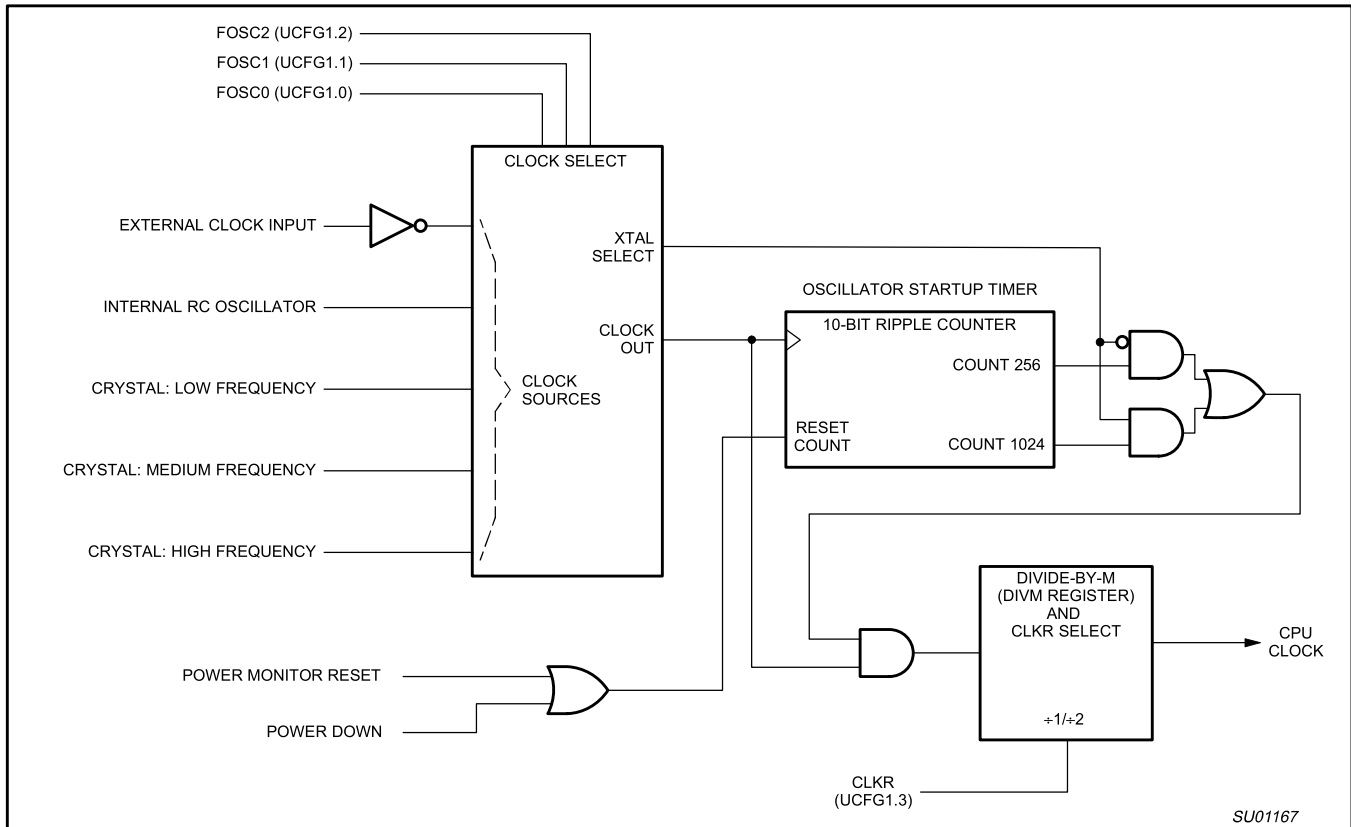 FOSC2 (UCFG1.2)
FOSC1 (UCFG1.1)
FOSC0 (UCFG1.0)
CLOCK SELECT
EXTERNAL CLOCK INPUT
XTAL
SELECT
INTERNAL RC OSCILLATOR
OSCILLATOR STARTUP TIMER
10-BIT RIPPLE COUNTER
CLOCK
OUT
COUNT 256
CRYSTAL: LOW FREQUENCY
CLOCK
SOURCES
RESET
COUNT
COUNT 1024
CRYSTAL: MEDIUM FREQUENCY
CRYSTAL: HIGH FREQUENCY
DIVIDE-BY-M
(DIVM REGISTER)
AND
CLKR SELECT
CPU
CLOCK
POWER MONITOR RESET
POWER DOWN
÷1/÷2
CLKR
(UCFG1.3)
SU01167